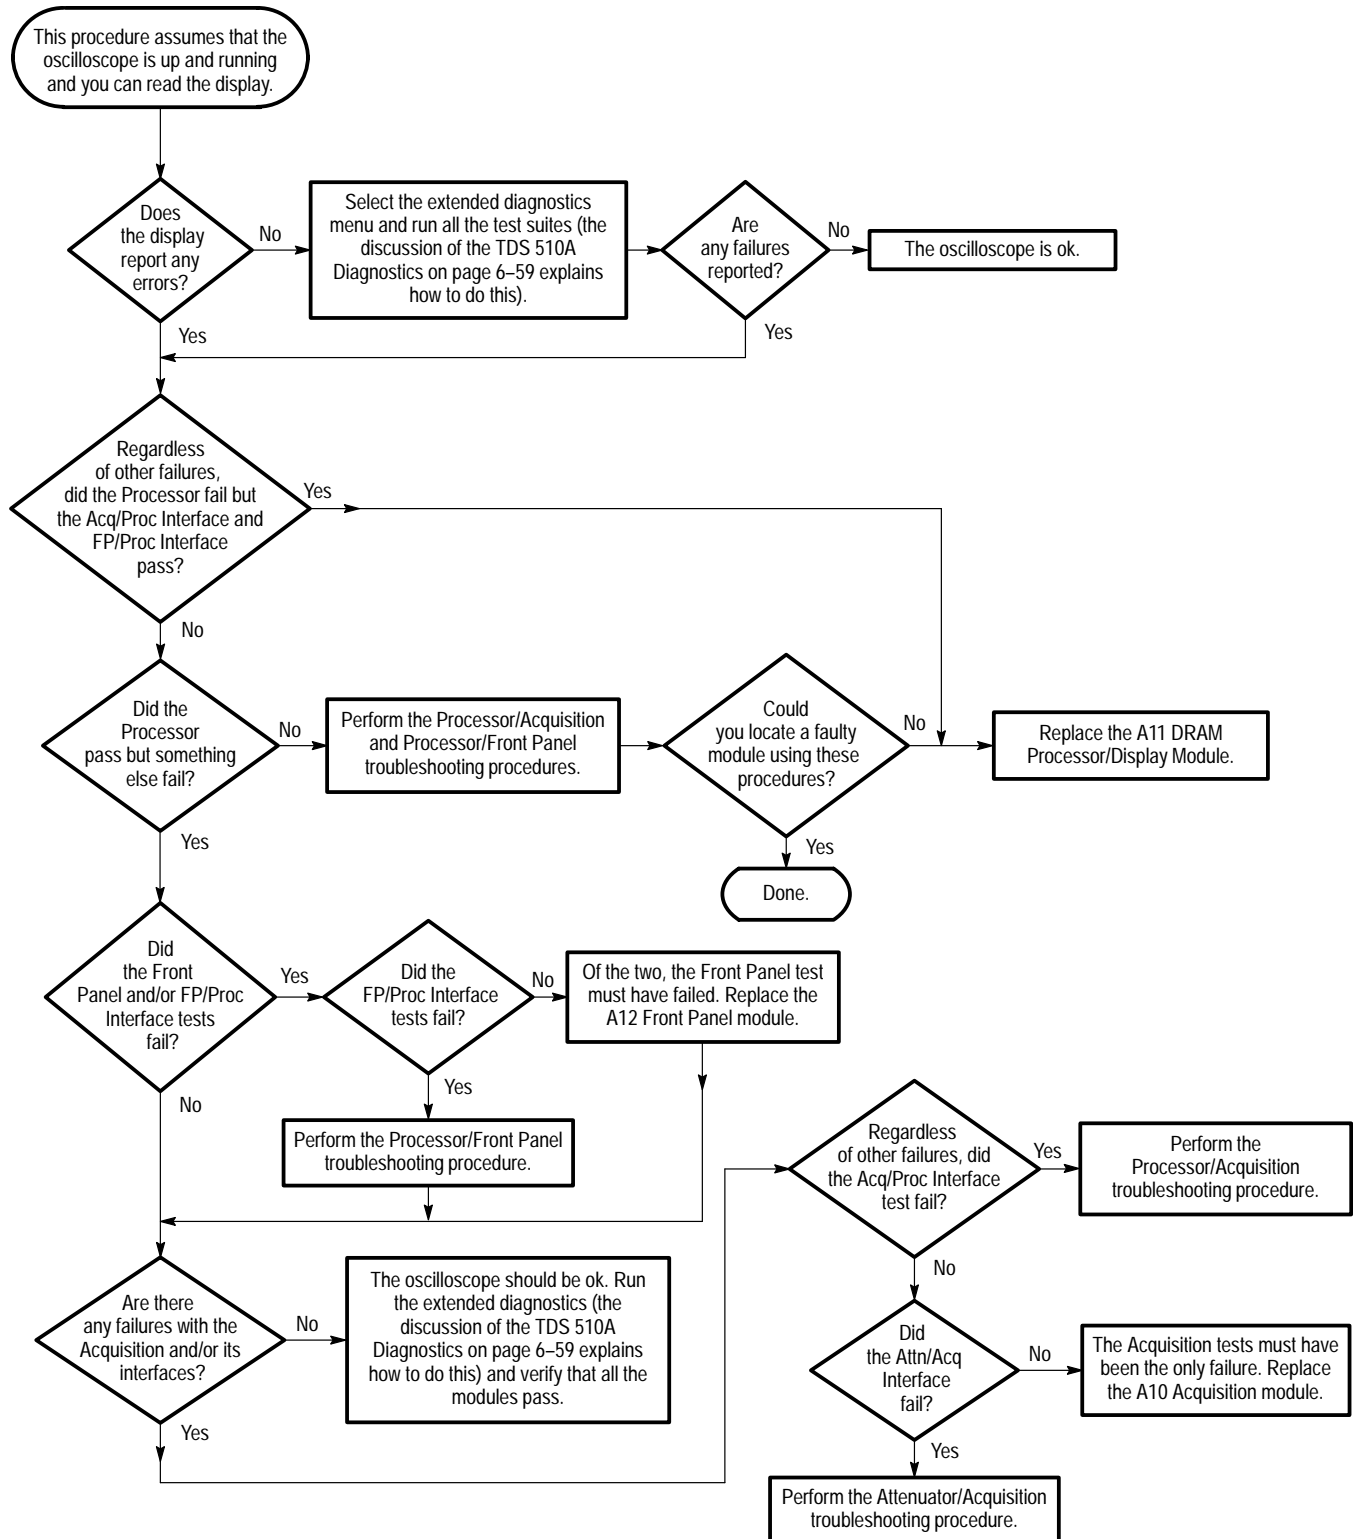 This procedure assumes that the
oscilloscope is up and running
and you can read the display.
Does
the display
report any
errors?
No
Select the extended diagnostics
menu and run all the test suites (the
discussion of the TDS 510A
Diagnostics on page 6–59 explains
how to do this).
Are
any failures
reported?
No
The oscilloscope is ok.
Yes
Yes
Regardless
of other failures,
did the Processor fail but
the Acq/Proc Interface and
FP/Proc Interface
pass?
Yes
No
Did the
Processor
pass but something
else fail?
No
Perform the Processor/Acquisition
and Processor/Front Panel
troubleshooting procedures.
Could
you locate a faulty
module using these
procedures?
No
Replace the A11 DRAM
Processor/Display Module.
Yes
Yes
Done.
Did
the Front
Panel and/or FP/Proc
Interface tests
fail?
Yes
Did the
FP/Proc Interface
tests fail?
No
Of the two, the Front Panel test
must have failed. Replace the
A12 Front Panel module.
Yes
No
Perform the Processor/Front Panel
troubleshooting procedure.
Regardless
of other failures, did
the Acq/Proc Interface
test fail?
Yes
Perform the
Processor/Acquisition
troubleshooting procedure.
No
Are there
any failures with the
Acquisition and/or its
interfaces?
No
The oscilloscope should be ok. Run
the extended diagnostics (the
discussion of the TDS 510A
Diagnostics on page 6–59 explains
how to do this) and verify that all the
modules pass.
Yes
Did
the Attn/Acq
Interface
fail?
No
The Acquisition tests must have
been the only failure. Replace
the A10 Acquisition module.
Yes
Perform the Attenuator/Acquisition
troubleshooting procedure.